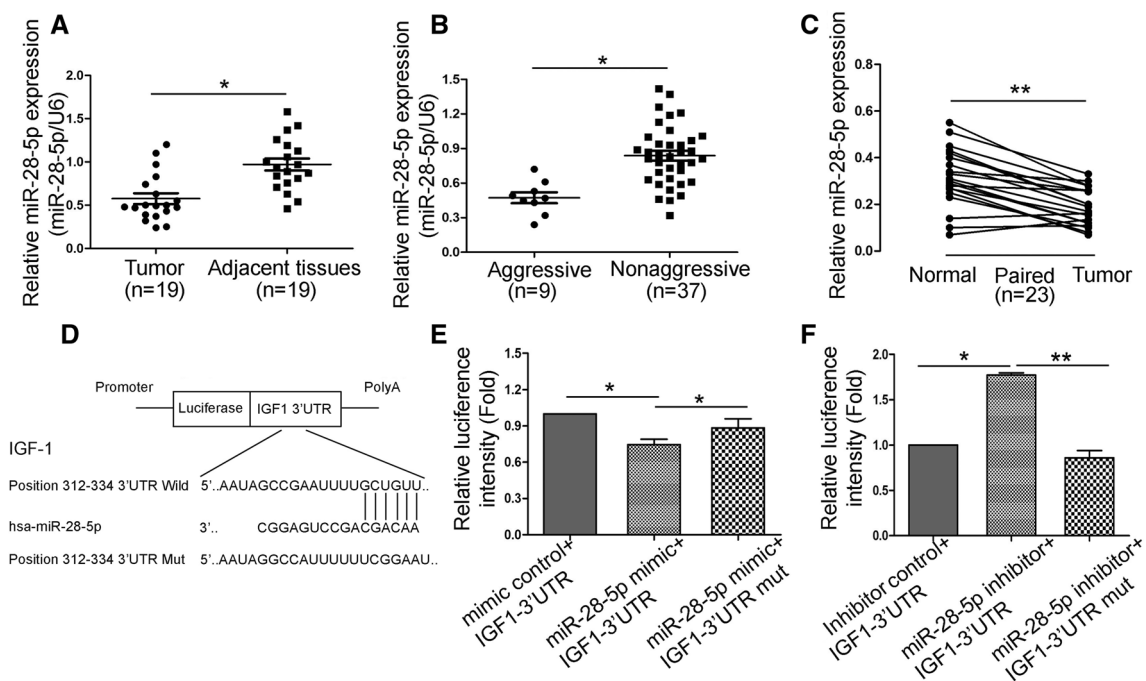 A
Relative miR-28-5p expression
(miR-28-5p/U6)
2.0
1.5
1.0
0.5
0.0
*
Tumor
(n=19)
Adjacent tissues
(n=19)
B
Relative miR-28-5p expression
(miR-28-5p/U6)
1.5
1.2
0.9
0.6
0.3
0.0
*
Aggressive
(n=9)
Nonaggressive
(n=37)
C
Relative miR-28-5p expression
0.8
0.6
0.4
0.2
0.0
**
Normal
Paired
(n=23)
Tumor
D
Promoter
PolyA
Luciferase
IGF1 3'UTR
IGF-1
Position 312-334 3'UTR Wild 5'..AAUAGCCGAAUUUUGCUGUU..
hsa-miR-28-5p 3'.. CGGAGUCCGACGACAA
Position 312-334 3'UTR Mut 5'..AAUAGGCCAUUUUUUCGGAAU..
E
Relative luciference
intensity (Fold)
1.5
1.2
0.9
0.6
0.3
0.0
*
*
mimic control+
IGF1-3'UTR
miR-28-5p mimic+
IGF1-3'UTR
miR-28-5p mimic+
IGF1-3'UTR mut
F
Relative luciference
intensity (Fold)
2.0
1.5
1.0
0.5
0.0
*
**
Inhibitor control+
IGF1-3'UTR
miR-28-5p inhibitor+
IGF1-3'UTR
miR-28-5p inhibitor+
IGF1-3'UTR mut